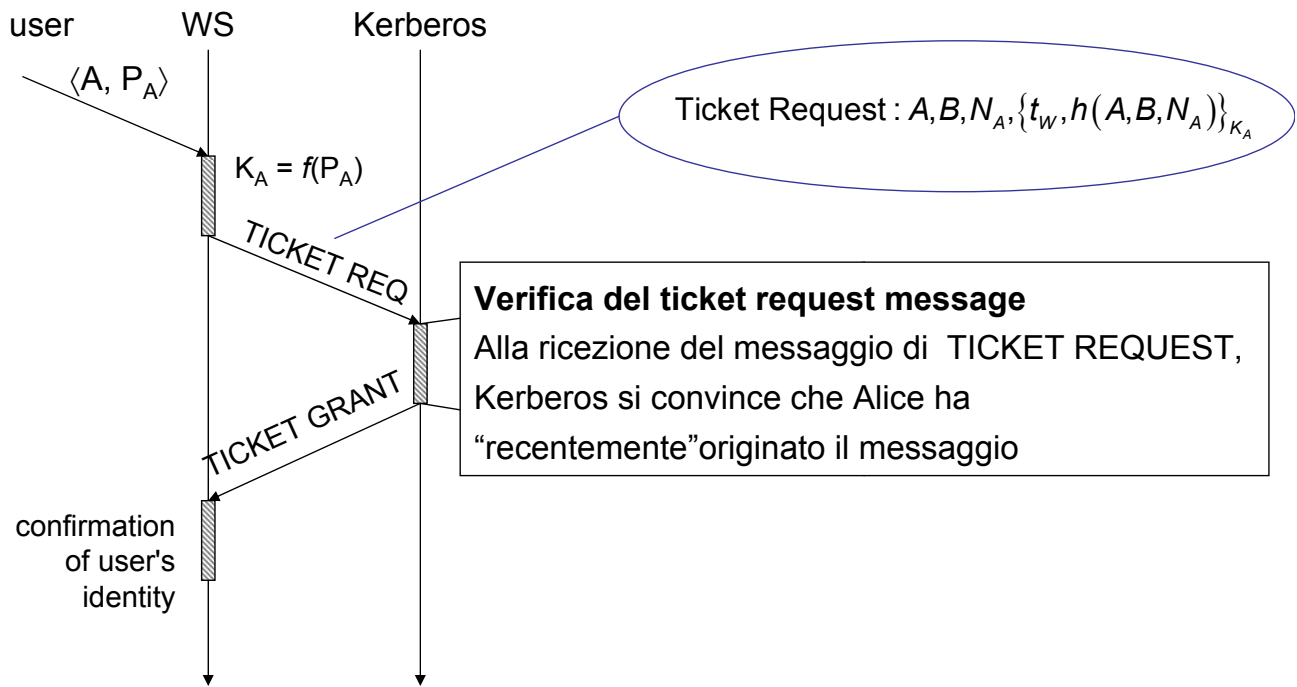 user WS Kerberos
⟨A, P_A⟩
Ticket Request : A,B,N_A,{t_W,h(A,B,N_A)}_{K_A}
K_A = f(P_A)
TICKET REQ
Verifica del ticket request message
Alla ricezione del messaggio di TICKET REQUEST,
Kerberos si convince che Alice ha
“recentemente”originato il messaggio
TICKET GRANT
confirmation
of user's
identity